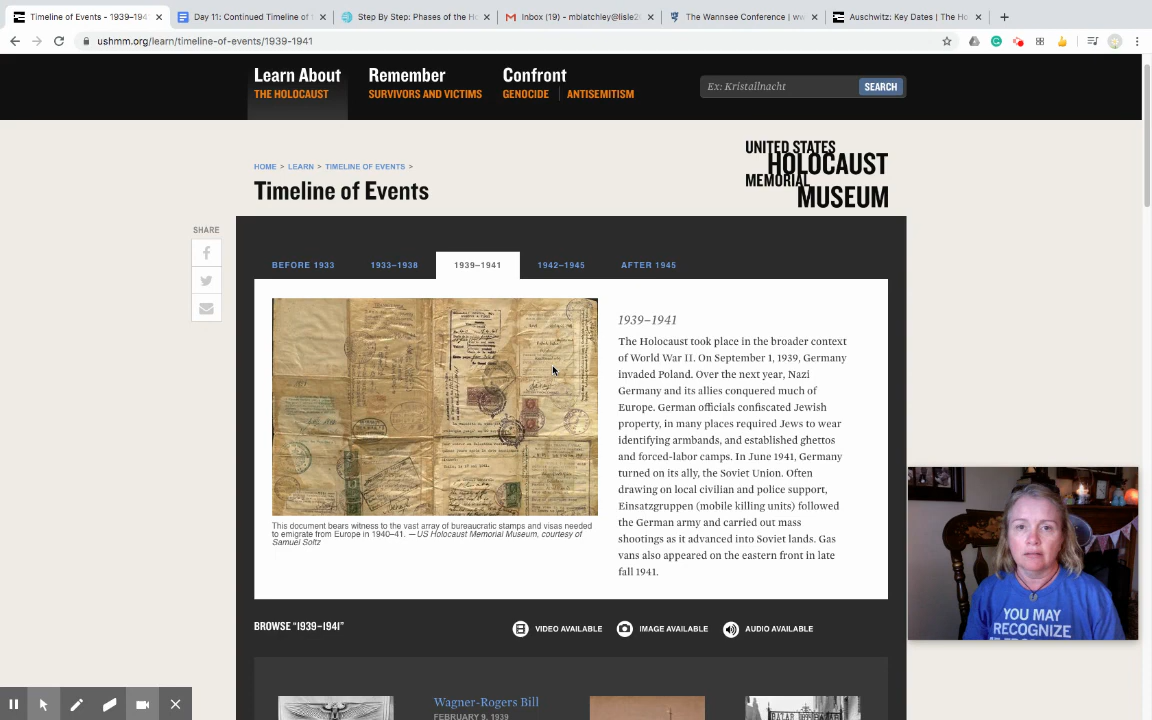 Timeline of Events - 1939-194
Day 11: Continued Timeline of t
Step By Step: Phases of the Ho
Inbox (19) - mblatchley@lisle2
The Wannsee Conference | ww
Auschwitz: Key Dates | The Ho
ushmm.org/learn/timeline-of-events/1939-1941
Learn About
THE HOLOCAUST
Remember
SURVIVORS AND VICTIMS
Confront
GENOCIDE
ANTISEMITISM
Ex: Kristallnacht
SEARCH
HOME > LEARN > TIMELINE OF EVENTS >
Timeline of Events
UNITED STATES
HOLOCAUST
MEMORIAL
MUSEUM
SHARE
BEFORE 1933
1933–1938
1939–1941
1942–1945
AFTER 1945
1939–1941
The Holocaust took place in the broader context
of World War II. On September 1, 1939, Germany
invaded Poland. Over the next year, Nazi
Germany and its allies conquered much of
Europe. German officials confiscated Jewish
property, in many places required Jews to wear
identifying armbands, and established ghettos
and forced-labor camps. In June 1941, Germany
turned on its ally, the Soviet Union. Often
drawing on local civilian and police support,
Einsatzgruppen (mobile killing units) followed
the German army and carried out mass
shootings as it advanced into Soviet lands. Gas
vans also appeared on the eastern front in late
fall 1941.
This document bears witness to the vast array of bureaucratic stamps and visas needed
to emigrate from Europe in 1940–41. —US Holocaust Memorial Museum, courtesy of
Samuel Soltz
BROWSE "1939–1941"
VIDEO AVAILABLE
IMAGE AVAILABLE
AUDIO AVAILABLE
Wagner-Rogers Bill
FEBRUARY 9, 1939
YOU MAY
RECOGNIZE